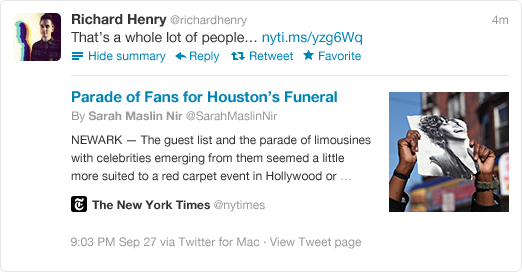 Richard Henry @richardhenry 4m
That’s a whole lot of people… nyti.ms/yzg6Wq
Hide summary Reply Retweet Favorite
Parade of Fans for Houston’s Funeral
By Sarah Maslin Nir @SarahMaslinNir
NEWARK — The guest list and the parade of limousines
with celebrities emerging from them seemed a little
more suited to a red carpet event in Hollywood or …
The New York Times @nytimes
9:03 PM Sep 27 via Twitter for Mac · View Tweet page